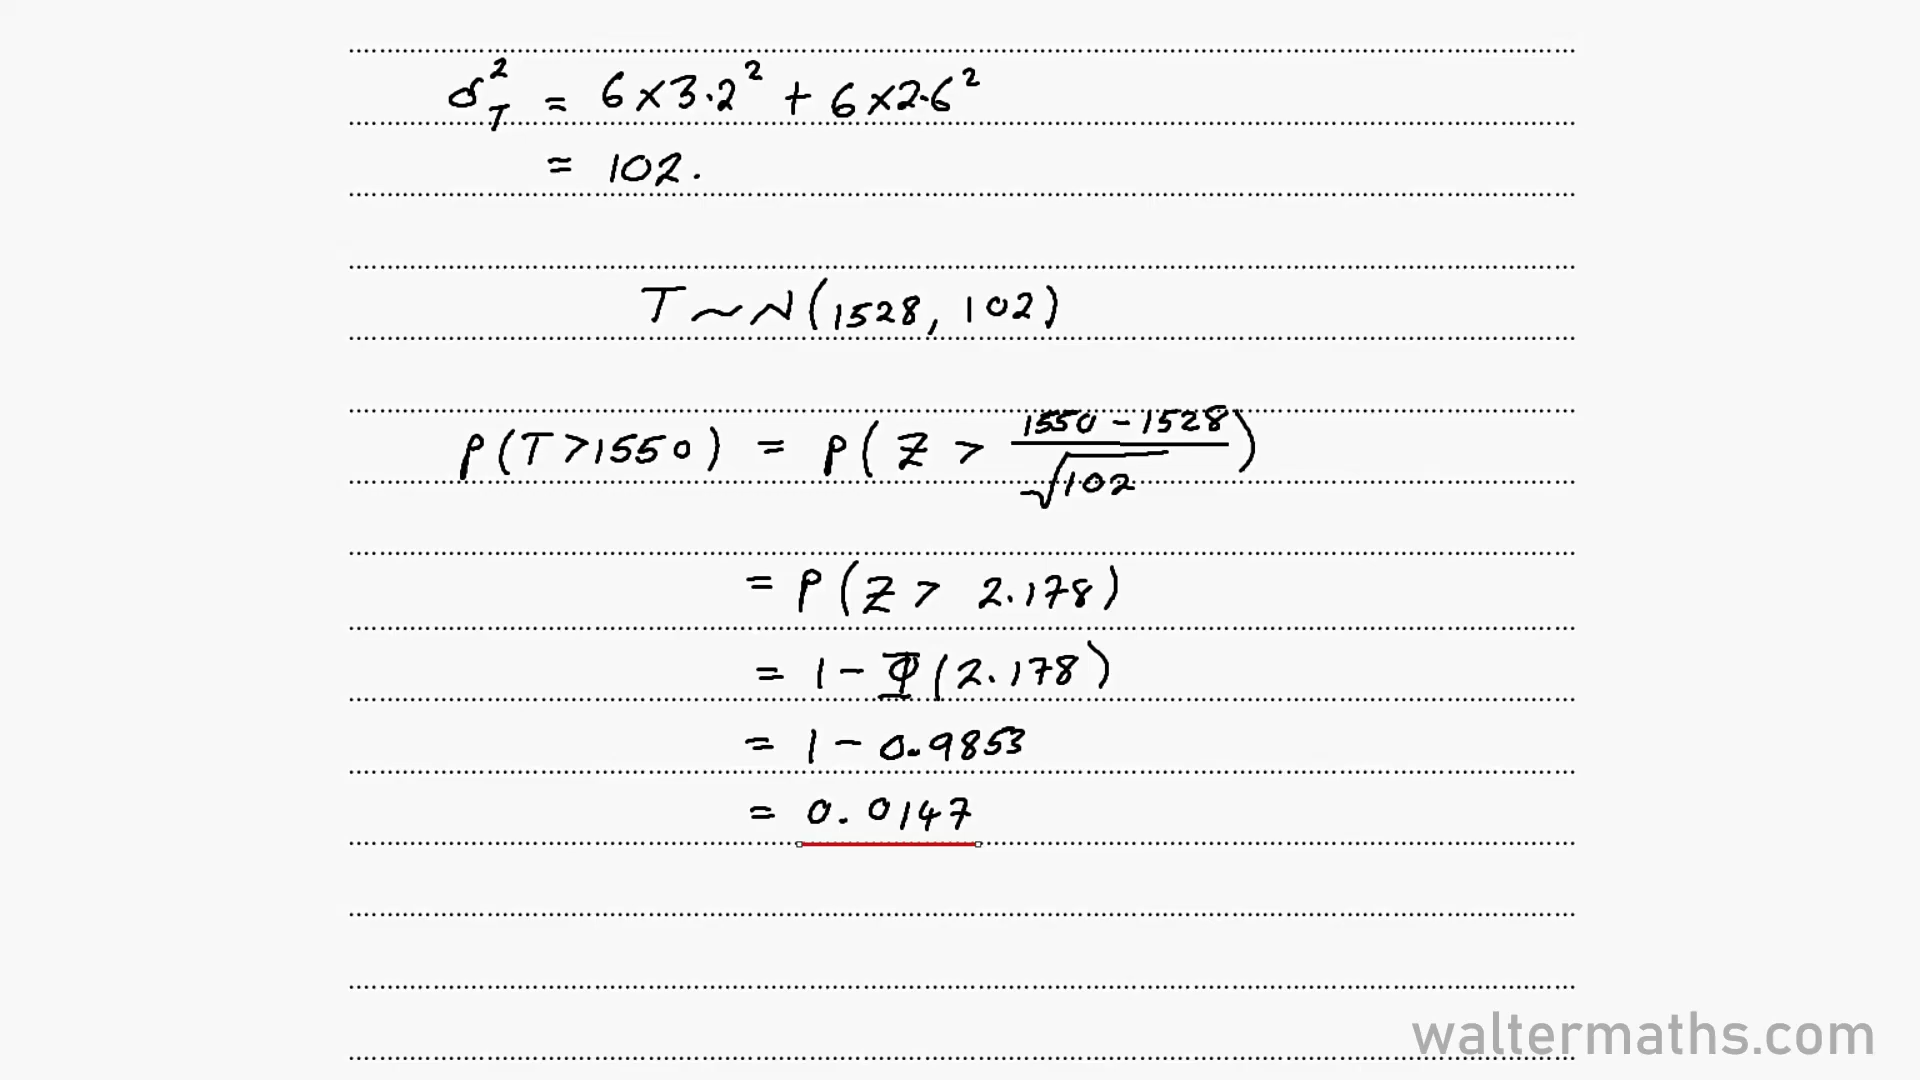 σ²_T = 6×3.2² + 6×2.6²
= 102.
T ~ N(1528, 102)
P(T>1550) = P(Z > (1550-1528)/√102)
= P(Z > 2.178)
= 1 - Φ(2.178)
= 1 - 0.9853
= 0.0147
waltermaths.com